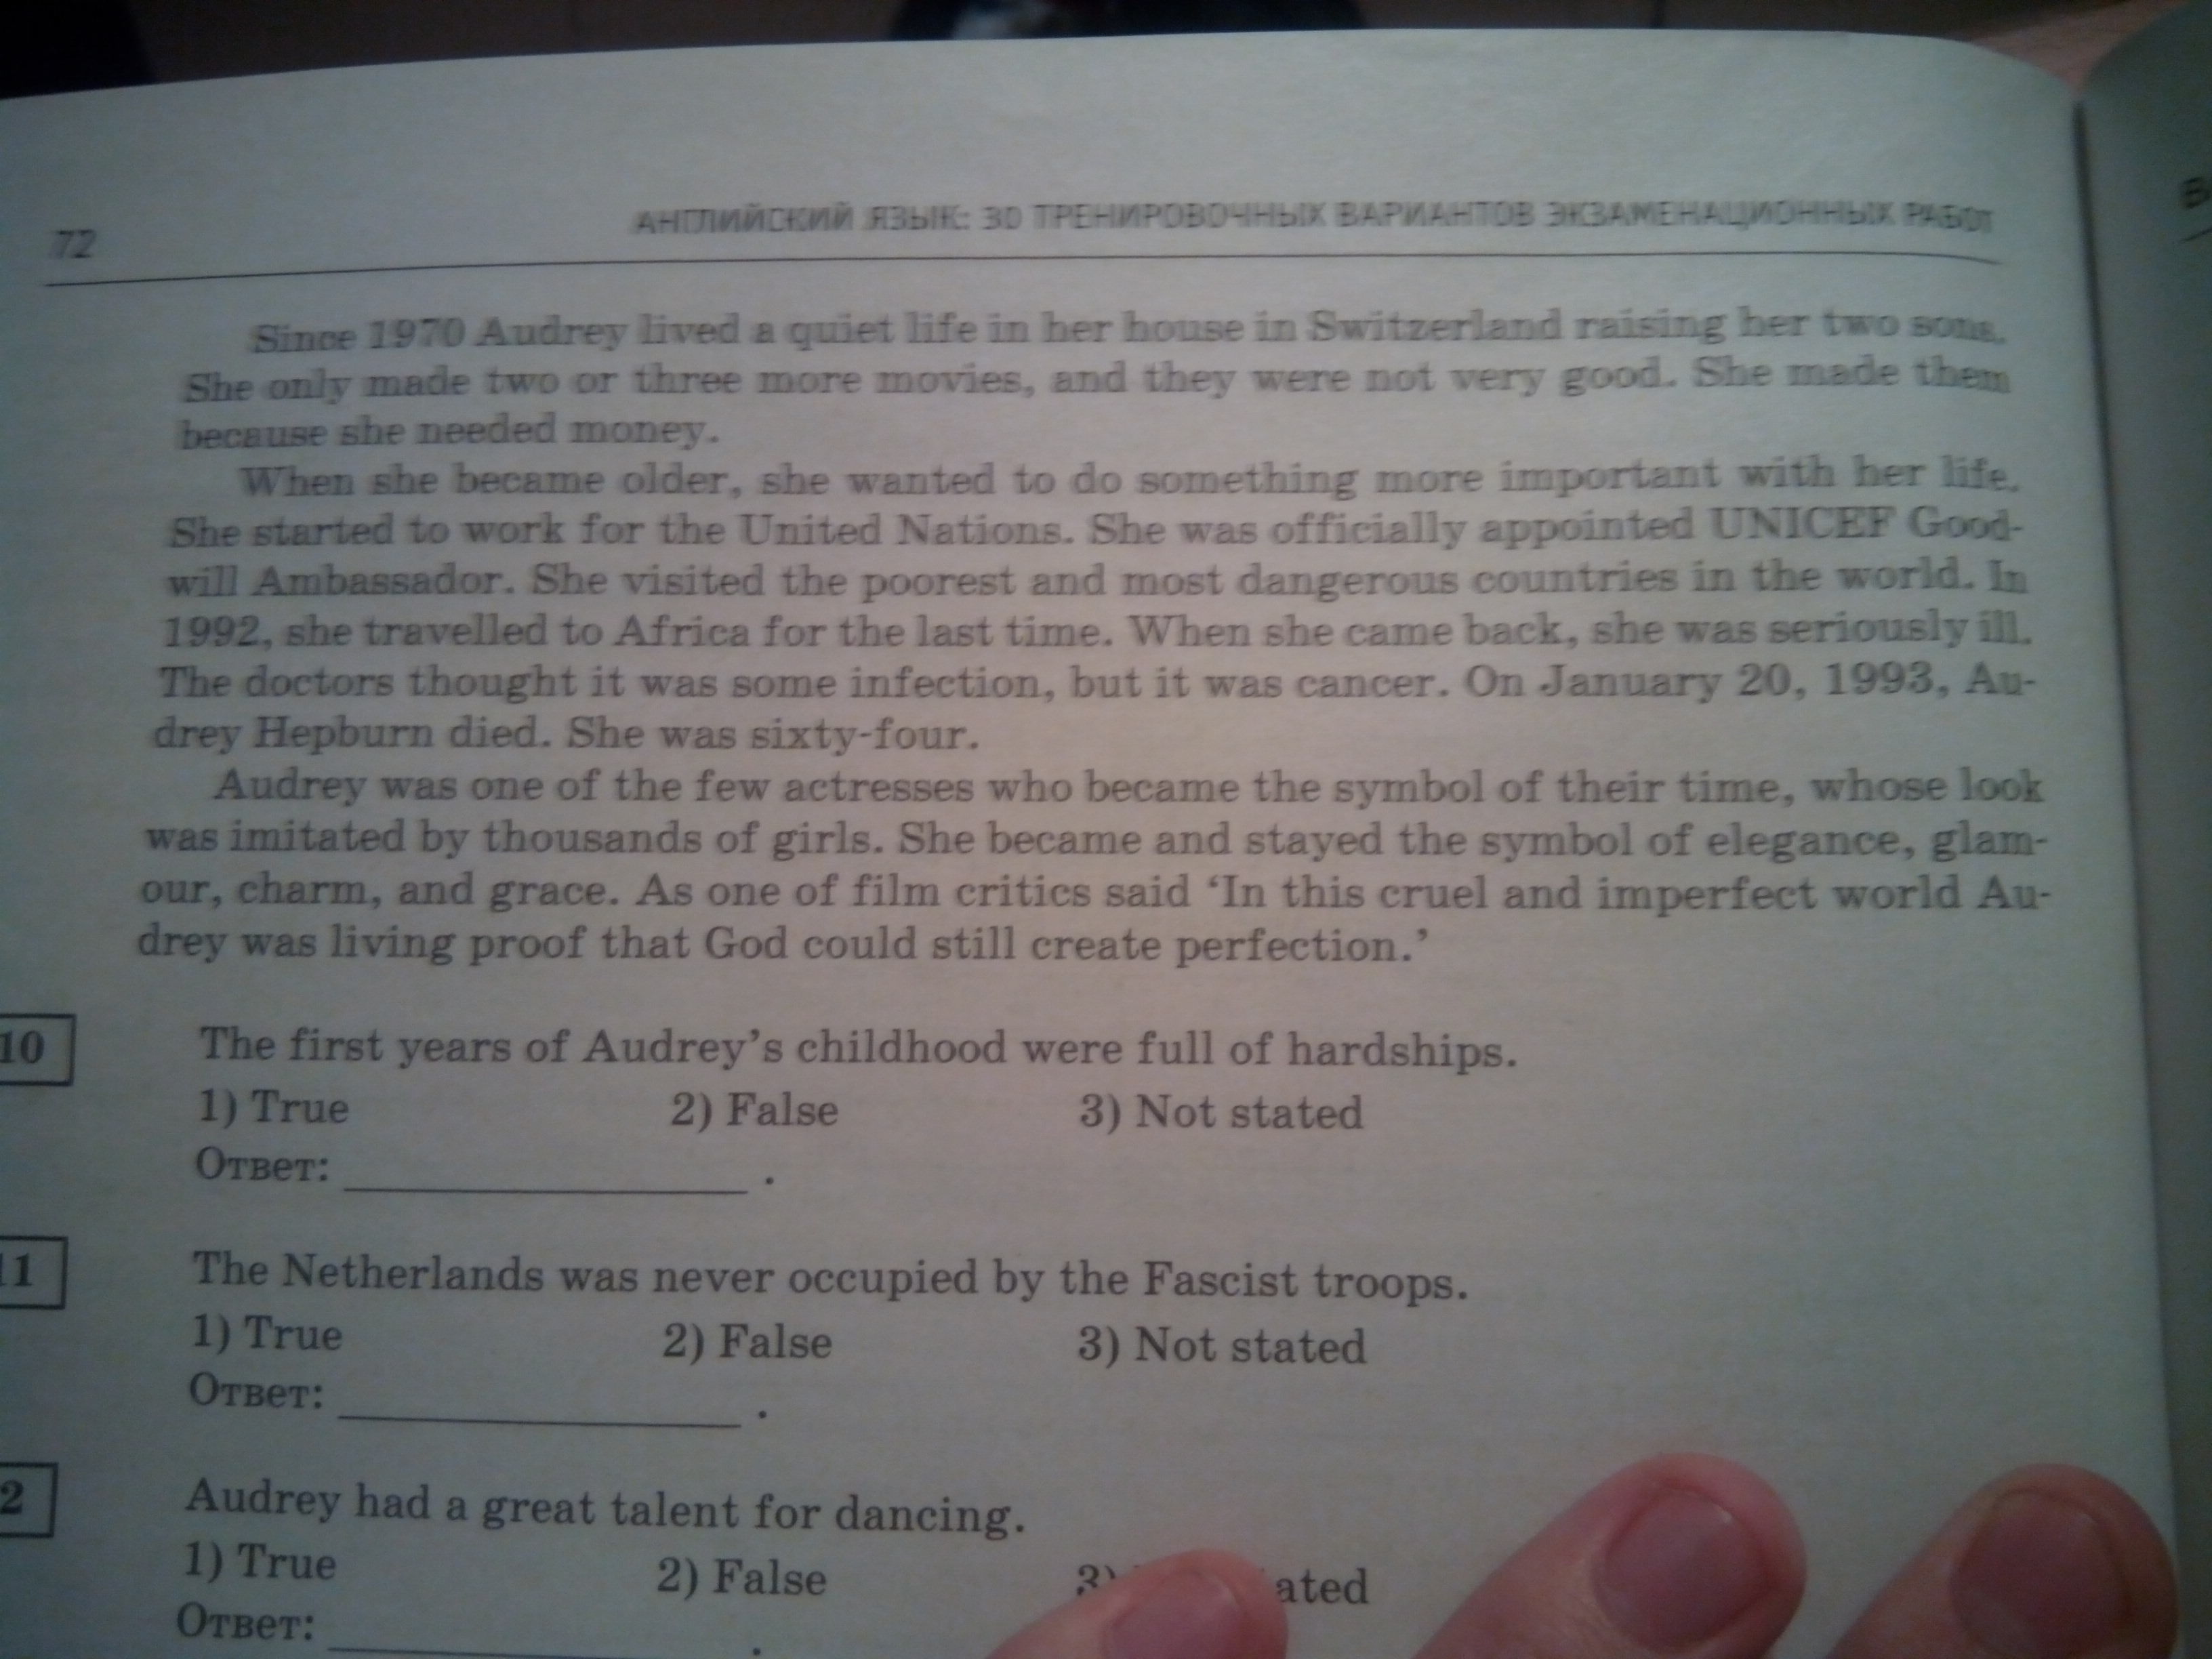 72
АНГЛИЙСКИЙ ЯЗЫК: 30 ТРЕНИРОВОЧНЫХ ВАРИАНТОВ ЭКЗАМЕНАЦИОННЫХ РАБОТ
Since 1970 Audrey lived a quiet life in her house in Switzerland raising her two sons.
She only made two or three more movies, and they were not very good. She made them
because she needed money.
When she became older, she wanted to do something more important with her life.
She started to work for the United Nations. She was officially appointed UNICEF Good-
will Ambassador. She visited the poorest and most dangerous countries in the world. In
1992, she travelled to Africa for the last time. When she came back, she was seriously ill.
The doctors thought it was some infection, but it was cancer. On January 20, 1993, Au-
drey Hepburn died. She was sixty-four.
Audrey was one of the few actresses who became the symbol of their time, whose look
was imitated by thousands of girls. She became and stayed the symbol of elegance, glam-
our, charm, and grace. As one of film critics said ‘In this cruel and imperfect world Au-
drey was living proof that God could still create perfection.’
10 The first years of Audrey’s childhood were full of hardships.
1) True 2) False 3) Not stated
Ответ: .
11 The Netherlands was never occupied by the Fascist troops.
1) True 2) False 3) Not stated
Ответ: .
2 Audrey had a great talent for dancing.
1) True 2) False 3) ated
Ответ: .